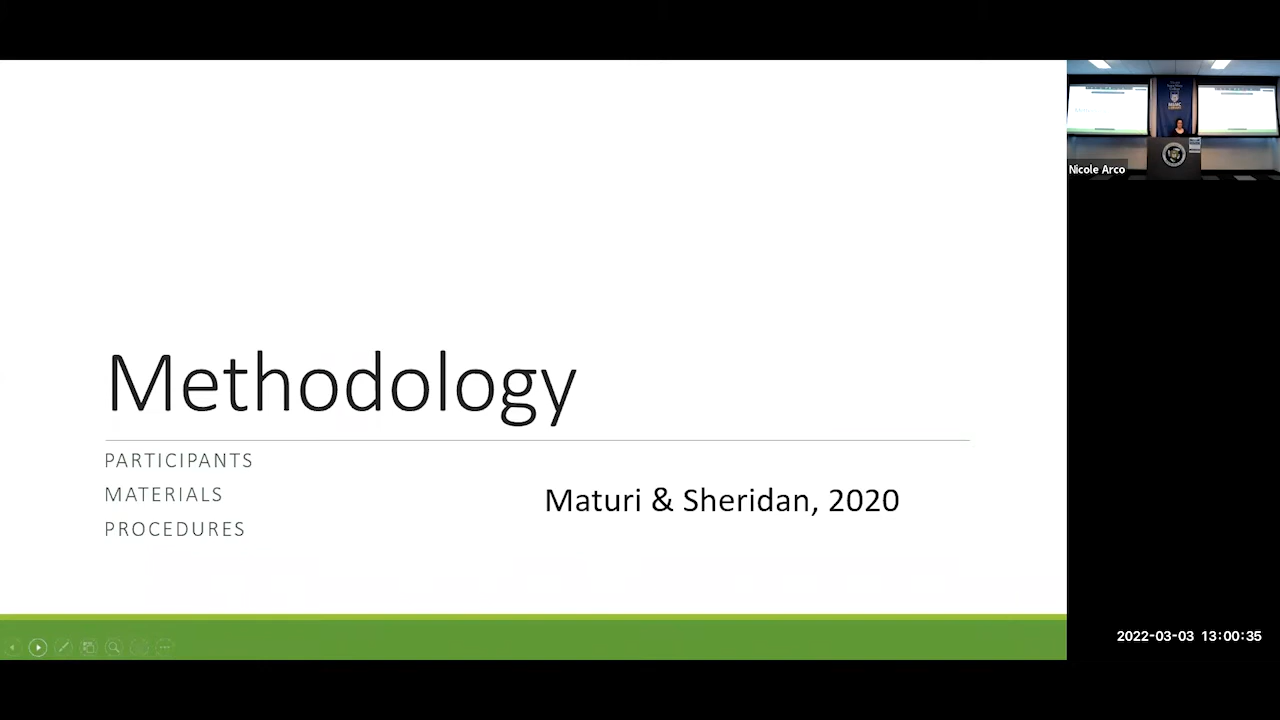 Methodology
PARTICIPANTS
MATERIALS
PROCEDURES
Maturi & Sheridan, 2020
Nicole Arco
2022-03-03 13:00:35